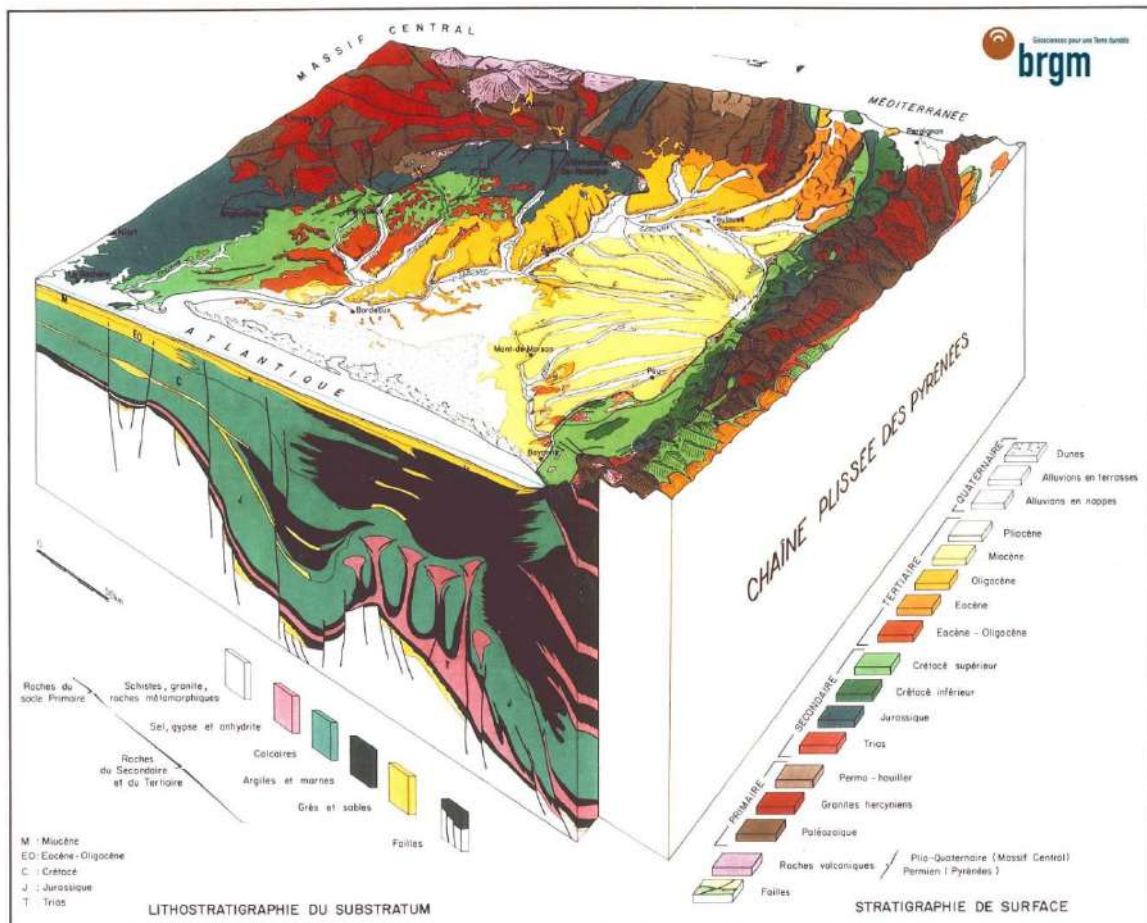 MASSIF CENTRAL
Géosciences pour une Terre durable
brgm
MÉDITERRANÉE
Perpignan
Toulouse
Niort
Bordeaux
Mont-de-Marsan
Pau
Bayonne
ATLANTIQUE
M
EO
C
J
CHAÎNE PLISSÉE DES PYRÉNÉES
0
50km
Roches du
socle Primaire
Schistes, granite,
roches métamorphiques
Sel, gypse et anhydrite
Calcaires
Roches
du Secondaire
et du Tertiaire
Argiles et marnes
Grès et sables
Failles
M : Miocène
EO : Eocène-Oligocène
C : Crétacé
J : Jurassique
T : Trias
LITHOSTRATIGRAPHIE DU SUBSTRATUM
QUATERNAIRE
Dunes
Alluvions en terrasses
Alluvions en nappes
TERTIAIRE
Pliocène
Miocène
Oligocène
Eocène
Eocène - Oligocène
SECONDAIRE
Crétacé supérieur
Crétacé inférieur
Jurassique
Trias
PRIMAIRE
Permo - houiller
Granites hercyniens
Paléozoïque
Roches volcaniques
Plio-Quaternaire (Massif Central)
Permien (Pyrénées)
Failles
STRATIGRAPHIE DE SURFACE